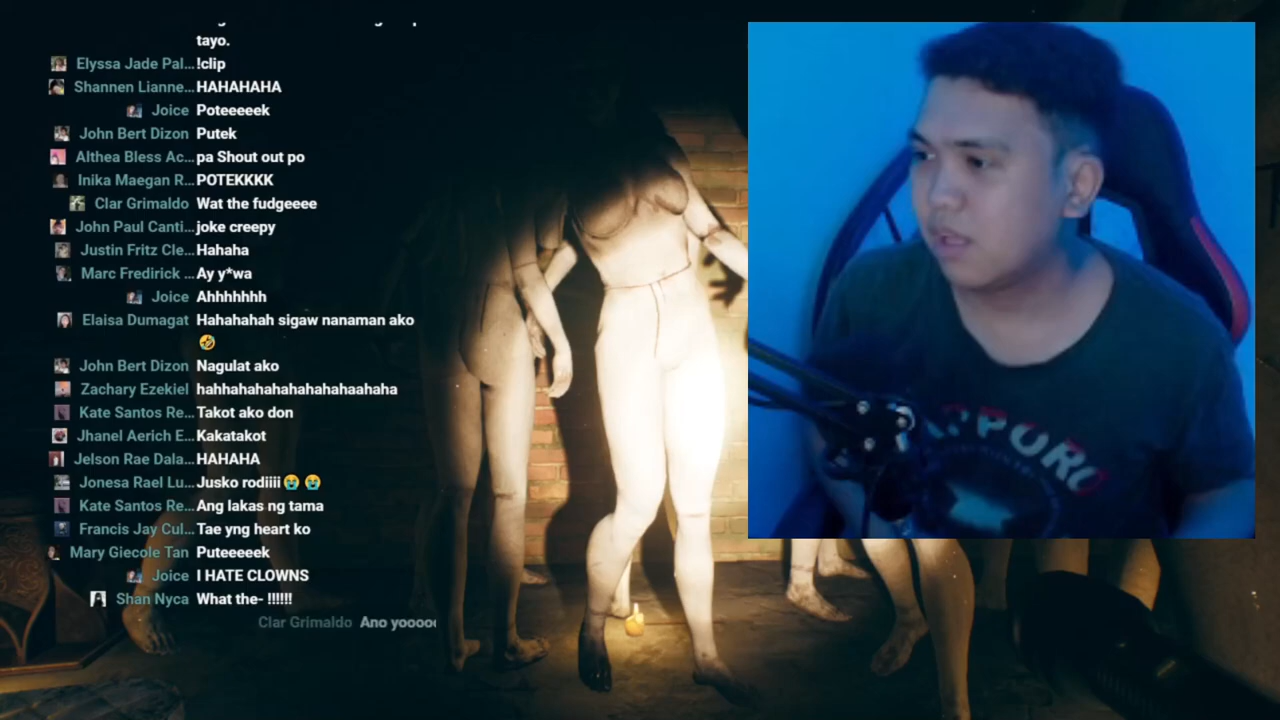 tayo.
Elyssa Jade Pal... !clip
Shannen Lianne... HAHAHAHA
Joice Poteeeeek
John Bert Dizon Putek
Althea Bless Ac... pa Shout out po
Inika Maegan R... POTEKKKK
Clar Grimaldo Wat the fudgeeee
John Paul Canti... joke creepy
Justin Fritz Cle... Hahaha
Marc Fredirick ... Ay y*wa
Joice Ahhhhhhh
Elaisa Dumagat Hahahahah sigaw nanaman ako
🤣
John Bert Dizon Nagulat ako
Zachary Ezekiel hahhahahahahahahahaahaha
Kate Santos Re... Takot ako don
Jhanel Aerich E... Kakatakot
Jelson Rae Dala... HAHAHA
Jonesa Rael Lu... Jusko rodiiii😭 😭
Kate Santos Re... Ang lakas ng tama
Francis Jay Cul... Tae yng heart ko
Mary Giecole Tan Puteeeeek
Joice I HATE CLOWNS
Shan Nyca What the- !!!!!!
Clar Grimaldo Ano yoooo